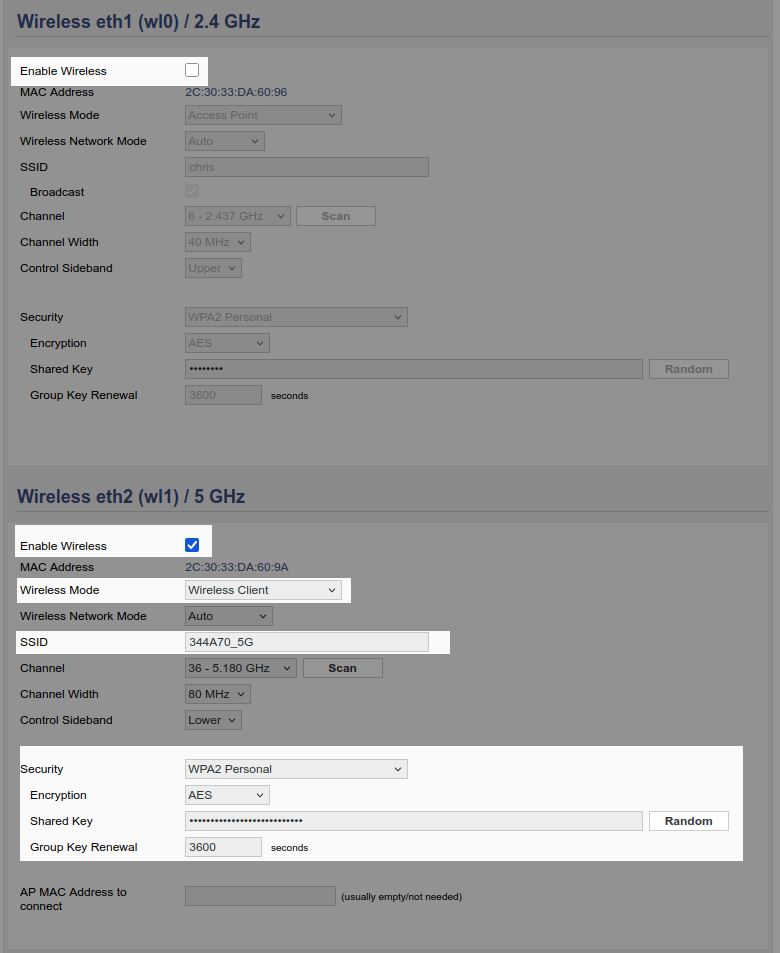 Wireless eth1 (wl0) / 2.4 GHz
Enable Wireless
MAC Address 2C:30:33:DA:60:96
Wireless Mode Access Point
Wireless Network Mode Auto
SSID chris
Broadcast
Channel 6 - 2.437 GHz Scan
Channel Width 40 MHz
Control Sideband Upper
Security WPA2 Personal
Encryption AES
Shared Key ••••••••
Random
Group Key Renewal 3600 seconds
Wireless eth2 (wl1) / 5 GHz
Enable Wireless
MAC Address 2C:30:33:DA:60:9A
Wireless Mode Wireless Client
Wireless Network Mode Auto
SSID 344A70_5G
Channel 36 - 5.180 GHz Scan
Channel Width 80 MHz
Control Sideband Lower
Security WPA2 Personal
Encryption AES
Shared Key •••••••••••••••••••••••••••
Random
Group Key Renewal 3600 seconds
AP MAC Address to
connect
(usually empty/not needed)